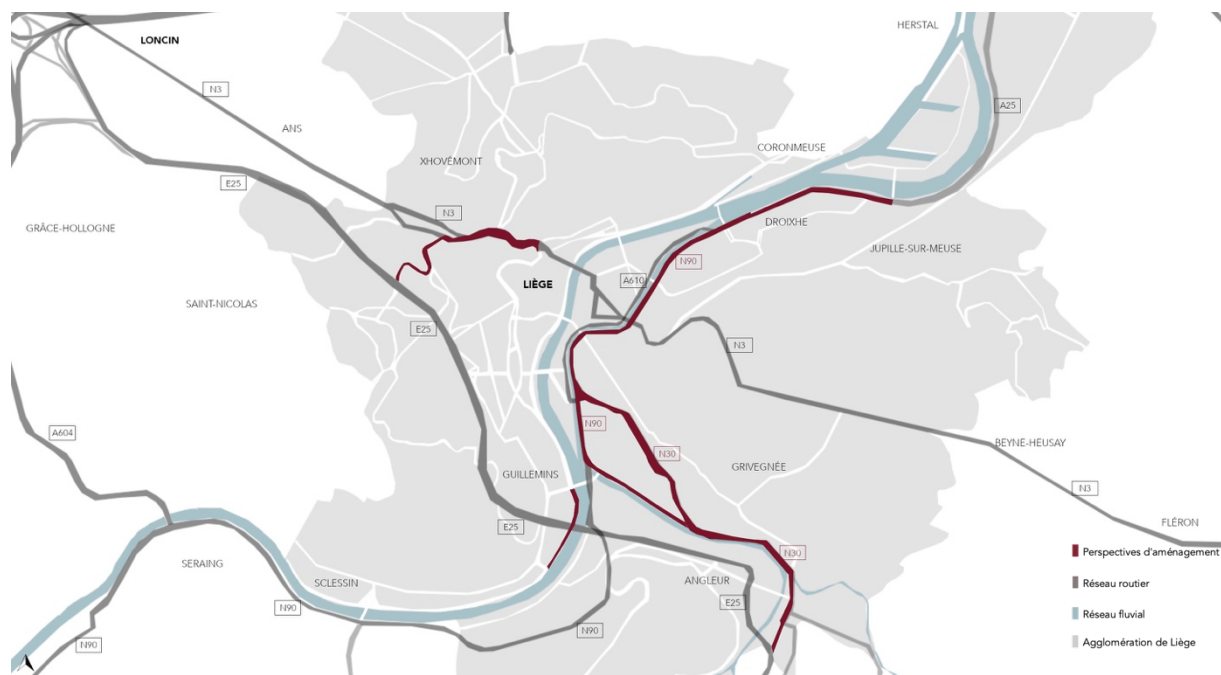 HERSTAL
LONCIN
N3
A25
ANS
CORONMEUSE
XHOVÉMONT
E25
N3
DROIXHE
GRÂCE-HOLLOGNE
JUPILLE-SUR-MEUSE
N90
A610
LIÈGE
SAINT-NICOLAS
E25
N3
N90
A604
BEYNE-HEUSAY
N30
GRIVEGNÉE
GUILLEMINS
N3
FLÉRON
E25
N30
Perspectives d'aménagement
SERAING
SCLESSIN
ANGLEUR
Réseau routier
E25
N90
Réseau fluvial
N90
N90
Agglomération de Liège